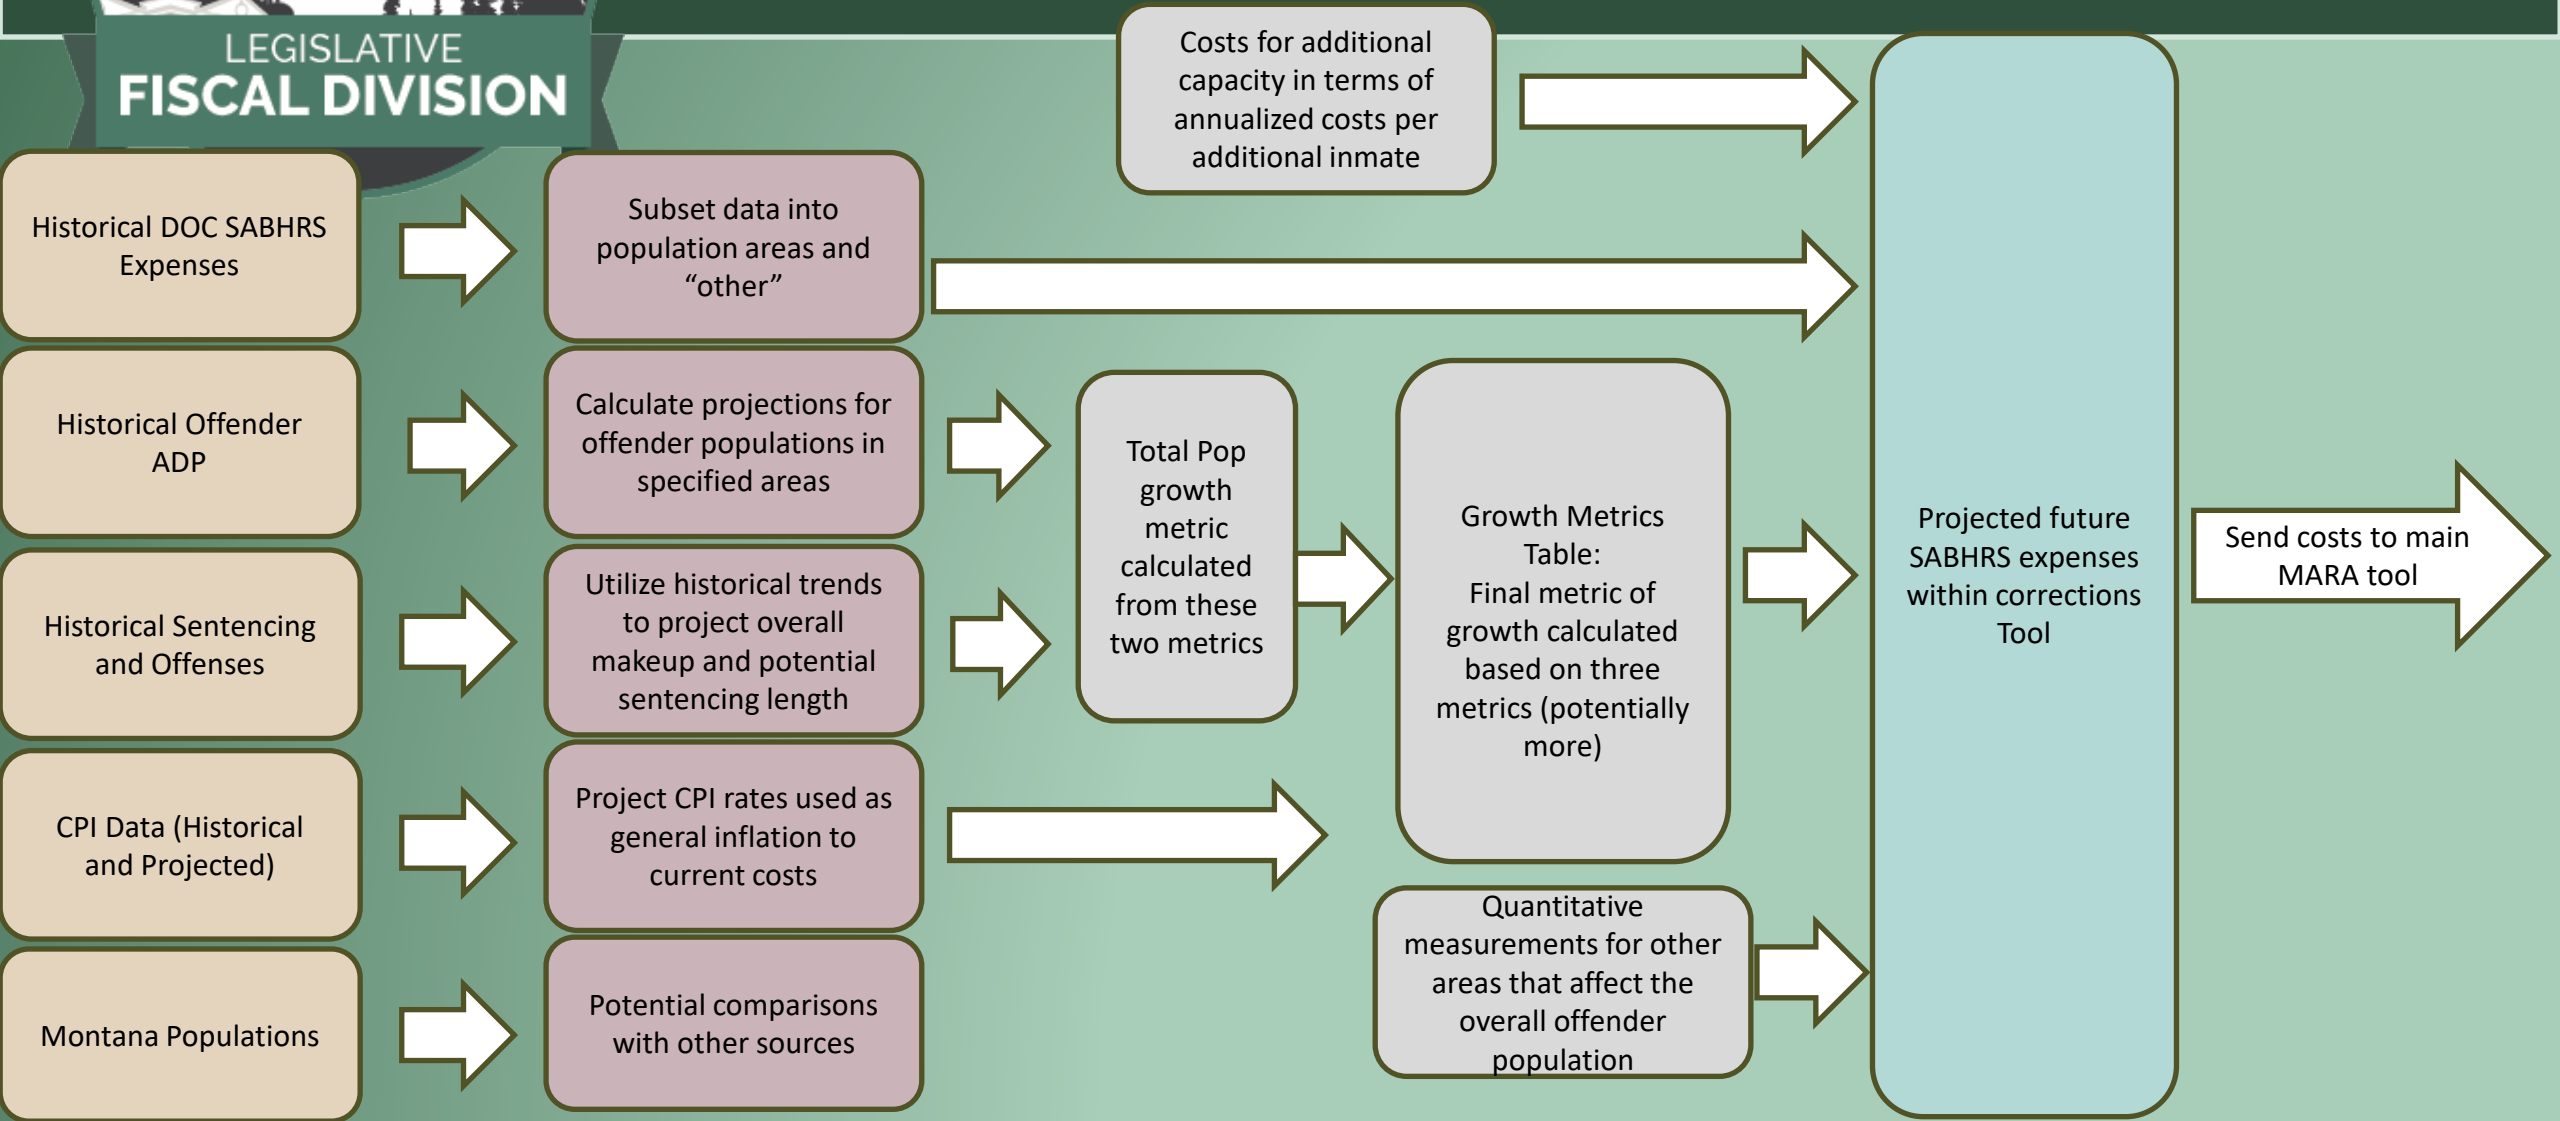 LEGISLATIVE
FISCAL DIVISION
Costs for additional
capacity in terms of
annualized costs per
additional inmate
Historical DOC SABHRS
Expenses
Subset data into
population areas and
“other”
Historical Offender
ADP
Calculate projections for
offender populations in
specified areas
Historical Sentencing
and Offenses
Utilize historical trends
to project overall
makeup and potential
sentencing length
Total Pop
growth
metric
calculated
from these
two metrics
Growth Metrics
Table:
Final metric of
growth calculated
based on three
metrics (potentially
more)
Projected future
SABHRS expenses
within corrections
Tool
Send costs to main
MARA tool
CPI Data (Historical
and Projected)
Project CPI rates used as
general inflation to
current costs
Quantitative
measurements for other
areas that affect the
overall offender
population
Montana Populations
Potential comparisons
with other sources